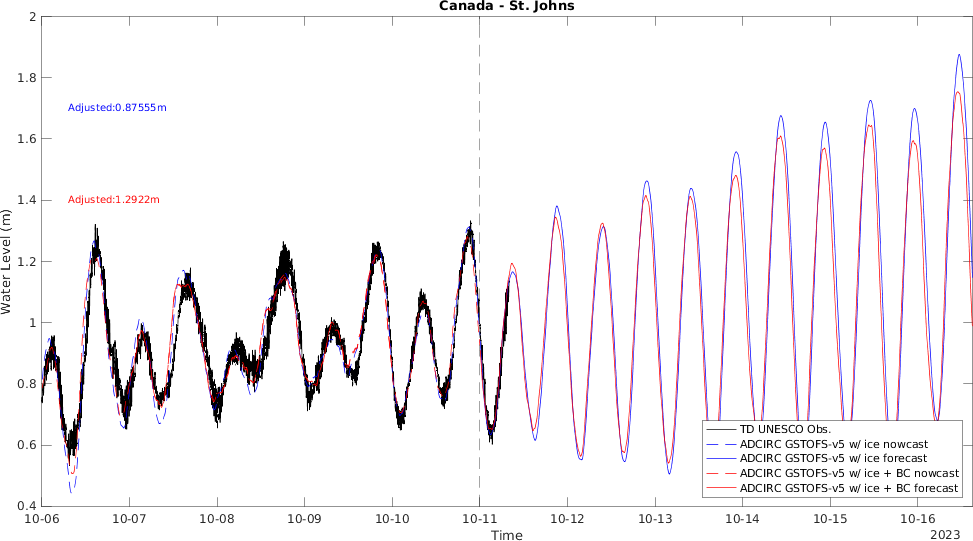 Canada - St. Johns
2
1.8
1.6
1.4
1.2
1
0.8
0.6
0.4
Water Level (m)
Adjusted:0.87555m
Adjusted:1.2922m
TD UNESCO Obs.
ADCIRC GSTOFS-v5 w/ ice nowcast
ADCIRC GSTOFS-v5 w/ ice forecast
ADCIRC GSTOFS-v5 w/ ice + BC nowcast
ADCIRC GSTOFS-v5 w/ ice + BC forecast
10-06 10-07 10-08 10-09 10-10 10-11 10-12 10-13 10-14 10-15 10-16
Time
2023